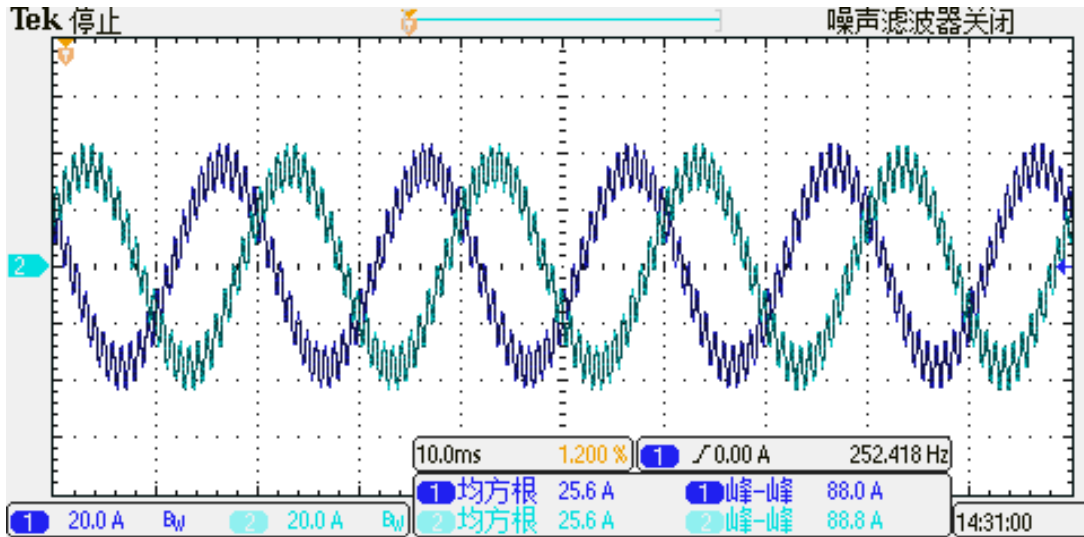 Tek 停止 噪声滤波器关闭
T
T
2
10.0ms 1.200 % 1 ∫ 0.00 A 252.418 Hz
1 均方根 25.6 A 1 峰-峰 88.0 A
2 均方根 25.6 A 2 峰-峰 88.8 A
1 20.0 A BW 2 20.0 A BW 14:31:00